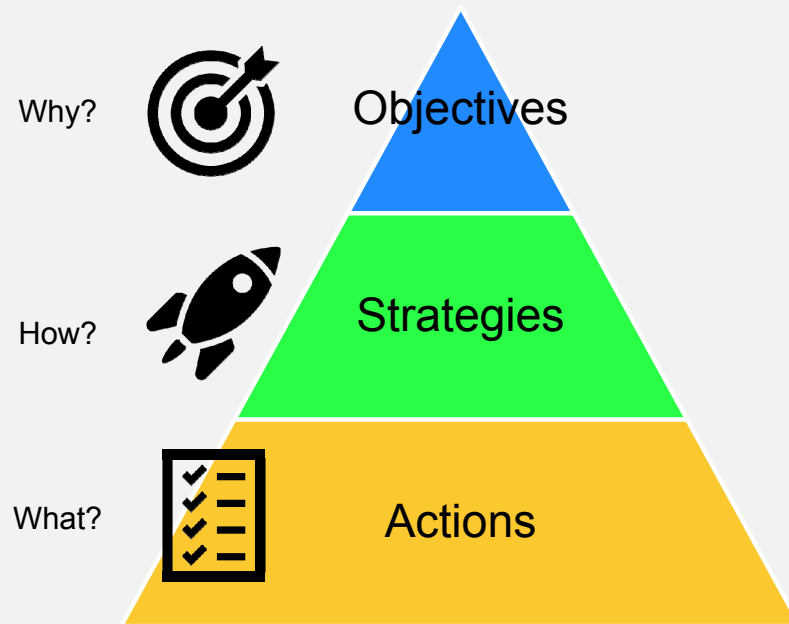 Why?
Objectives
How?
Strategies
What?
Actions